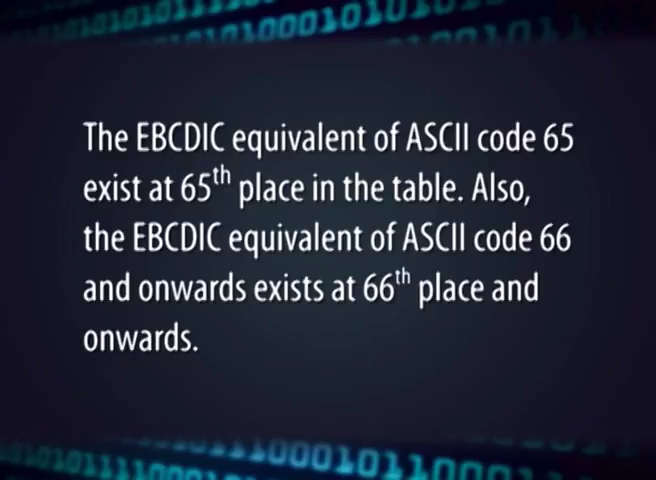 The EBCDIC equivalent of ASCII code 65
exist at 65th place in the table. Also,
the EBCDIC equivalent of ASCII code 66
and onwards exists at 66th place and
onwards.